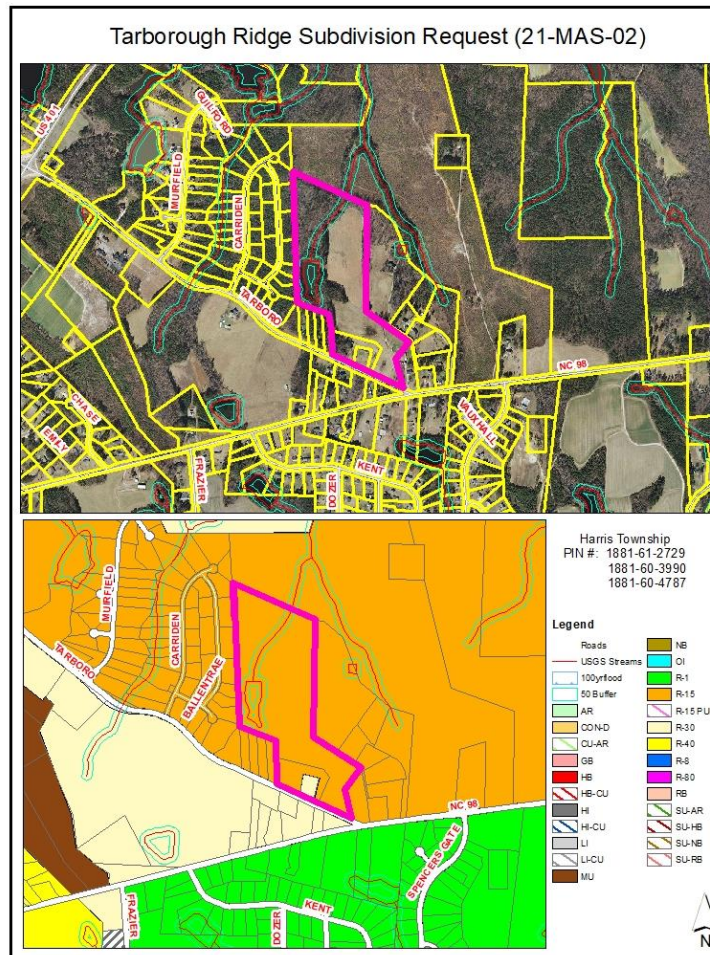 Tarborough Ridge Subdivision Request (21-MAS-02)
US 401
GUILFORD
MUIRFIELD
CARRIDEN
TARBORO
NC 98
CHASE
EMILY
FRAZIER
DOZER
KENT
VAUXHALL
MUIRFIELD
CARRIDEN
BALLENTRAE
TARBORO
NC 98
FRAZIER
DOZER
KENT
SPENCERS GATE
Harris Township
PIN #: 1881-61-2729
1881-60-3990
1881-60-4787
Legend
Roads
USGS Streams
100yrflood
50 Buffer
AR
CON-D
CU-AR
GB
HB
HB-CU
HI
HI-CU
LI
LI-CU
MU
NB
OI
R-1
R-15
R-15 PU
R-30
R-40
R-8
R-80
RB
SU-AR
SU-HB
SU-NB
SU-RB
N